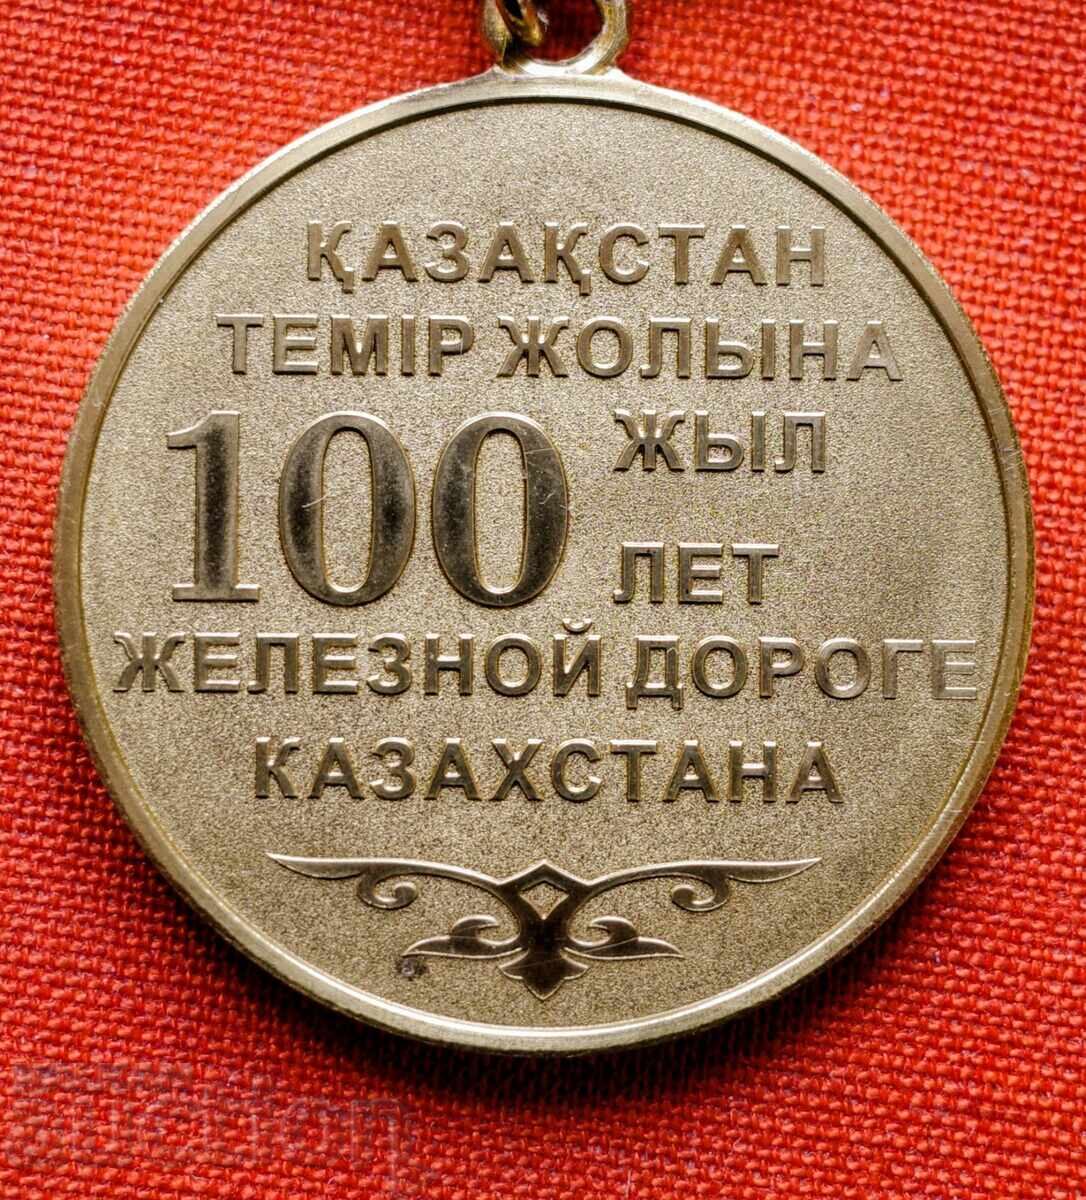 ҚАЗАҚСТАН
ТЕМІР ЖОЛЫНА
100 ЖЫЛ
ЛЕТ
ЖЕЛЕЗНОЙ ДОРОГЕ
КАЗАХСТАНА